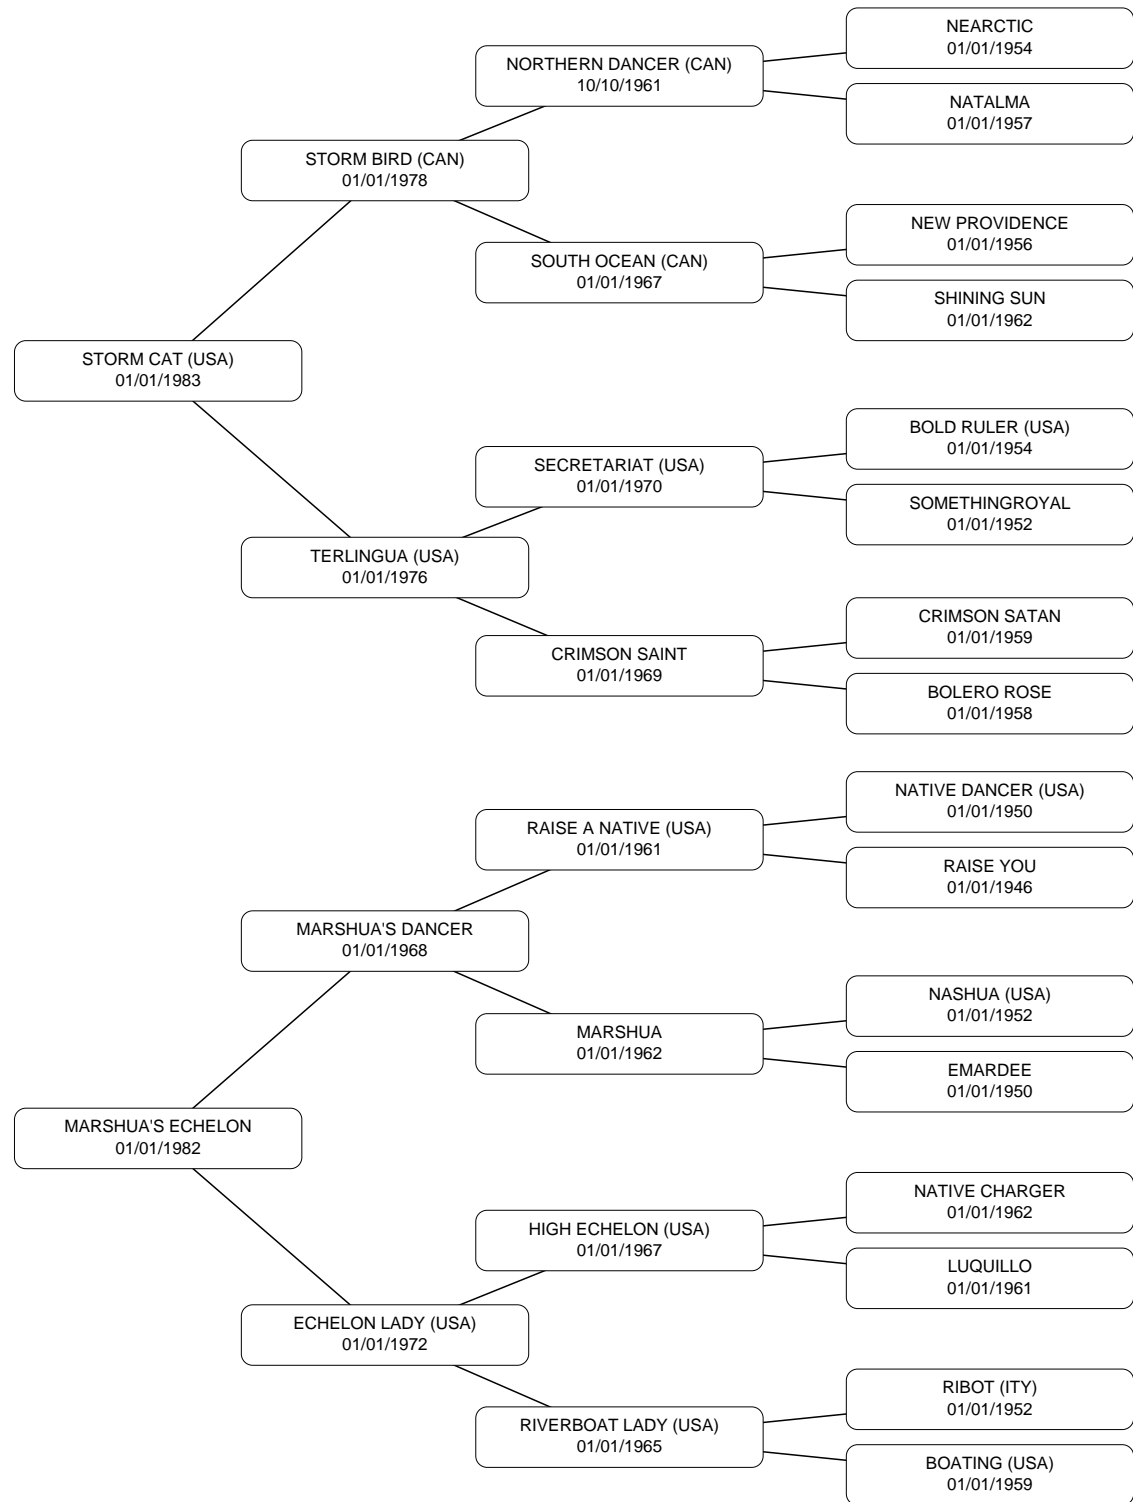 NEARCTIC
01/01/1954
NORTHERN DANCER (CAN)
10/10/1961
NATALMA
01/01/1957
STORM BIRD (CAN)
01/01/1978
NEW PROVIDENCE
01/01/1956
SOUTH OCEAN (CAN)
01/01/1967
SHINING SUN
01/01/1962
STORM CAT (USA)
01/01/1983
BOLD RULER (USA)
01/01/1954
SECRETARIAT (USA)
01/01/1970
SOMETHINGROYAL
01/01/1952
TERLINGUA (USA)
01/01/1976
CRIMSON SATAN
01/01/1959
CRIMSON SAINT
01/01/1969
BOLERO ROSE
01/01/1958
NATIVE DANCER (USA)
01/01/1950
RAISE A NATIVE (USA)
01/01/1961
RAISE YOU
01/01/1946
MARSHUA'S DANCER
01/01/1968
NASHUA (USA)
01/01/1952
MARSHUA
01/01/1962
EMARDEE
01/01/1950
MARSHUA'S ECHELON
01/01/1982
NATIVE CHARGER
01/01/1962
HIGH ECHELON (USA)
01/01/1967
LUQUILLO
01/01/1961
ECHELON LADY (USA)
01/01/1972
RIBOT (ITY)
01/01/1952
RIVERBOAT LADY (USA)
01/01/1965
BOATING (USA)
01/01/1959